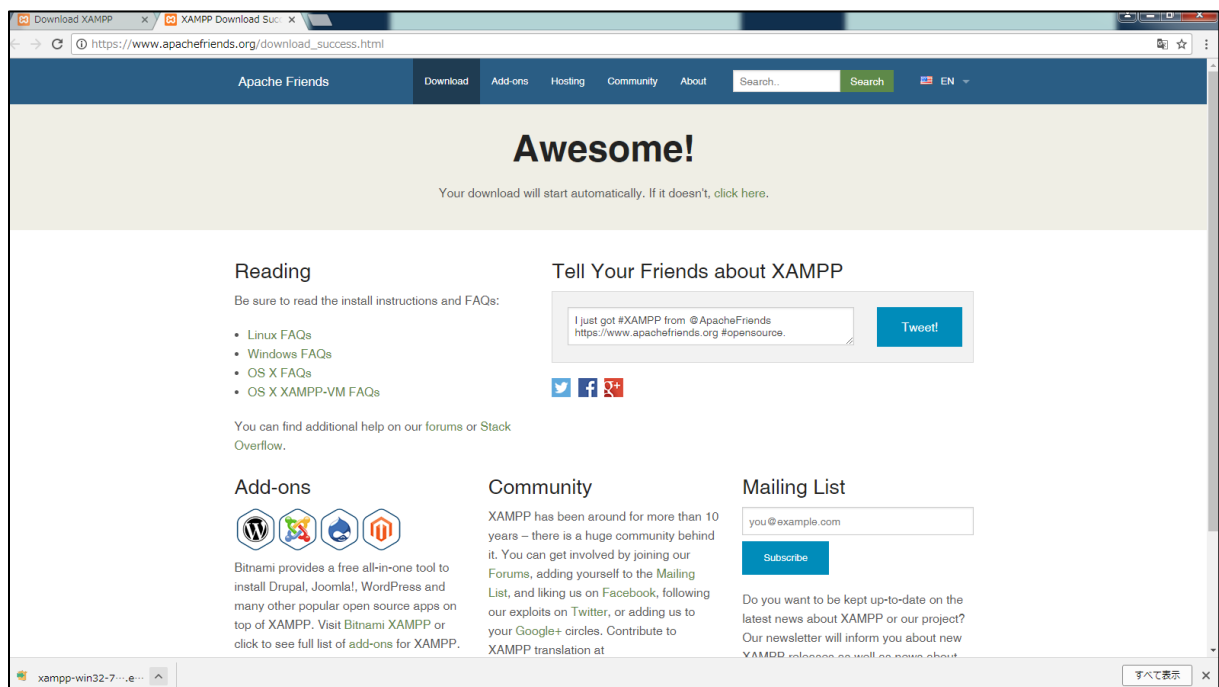 Download XAMPP
XAMPP Download Suc
https://www.apachefriends.org/download_success.html
Apache Friends
Download
Add-ons
Hosting
Community
About
Search..
Search
EN
Awesome!
Your download will start automatically. If it doesn't, click here.
Reading
Be sure to read the install instructions and FAQs:
• Linux FAQs
• Windows FAQs
• OS X FAQs
• OS X XAMPP-VM FAQs
You can find additional help on our forums or Stack
Overflow.
Tell Your Friends about XAMPP
I just got #XAMPP from @ApacheFriends
https://www.apachefriends.org #opensource.
Tweet!
Add-ons
Bitnami provides a free all-in-one tool to
install Drupal, Joomla!, WordPress and
many other popular open source apps on
top of XAMPP. Visit Bitnami XAMPP or
click to see full list of add-ons for XAMPP.
Community
XAMPP has been around for more than 10
years – there is a huge community behind
it. You can get involved by joining our
Forums, adding yourself to the Mailing
List, and liking us on Facebook, following
our exploits on Twitter, or adding us to
your Google+ circles. Contribute to
XAMPP translation at
Mailing List
you@example.com
Subscribe
Do you want to be kept up-to-date on the
latest news about XAMPP or our project?
Our newsletter will inform you about new
XAMPP releases as well as news about
xampp-win32-7….e…
すべて表示